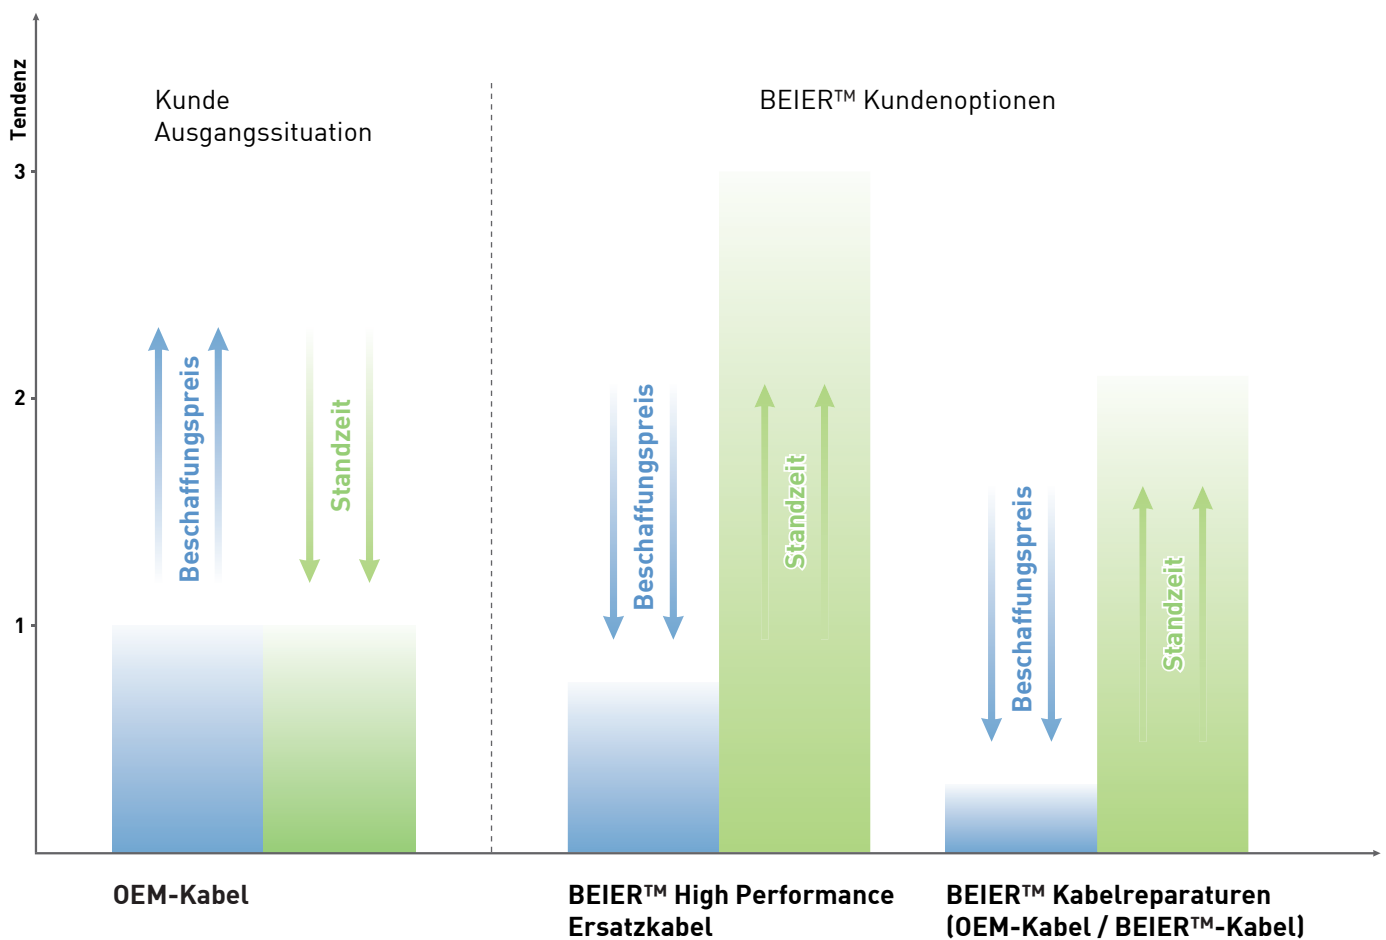 Tendenz
Kunde
Ausgangssituation
BEIER™ Kundenoptionen
3
2
1
Beschaffungspreis
Standzeit
Beschaffungspreis
Standzeit
Beschaffungspreis
Standzeit
OEM-Kabel
BEIER™ High Performance
Ersatzkabel
BEIER™ Kabelreparaturen
(OEM-Kabel / BEIER™-Kabel)